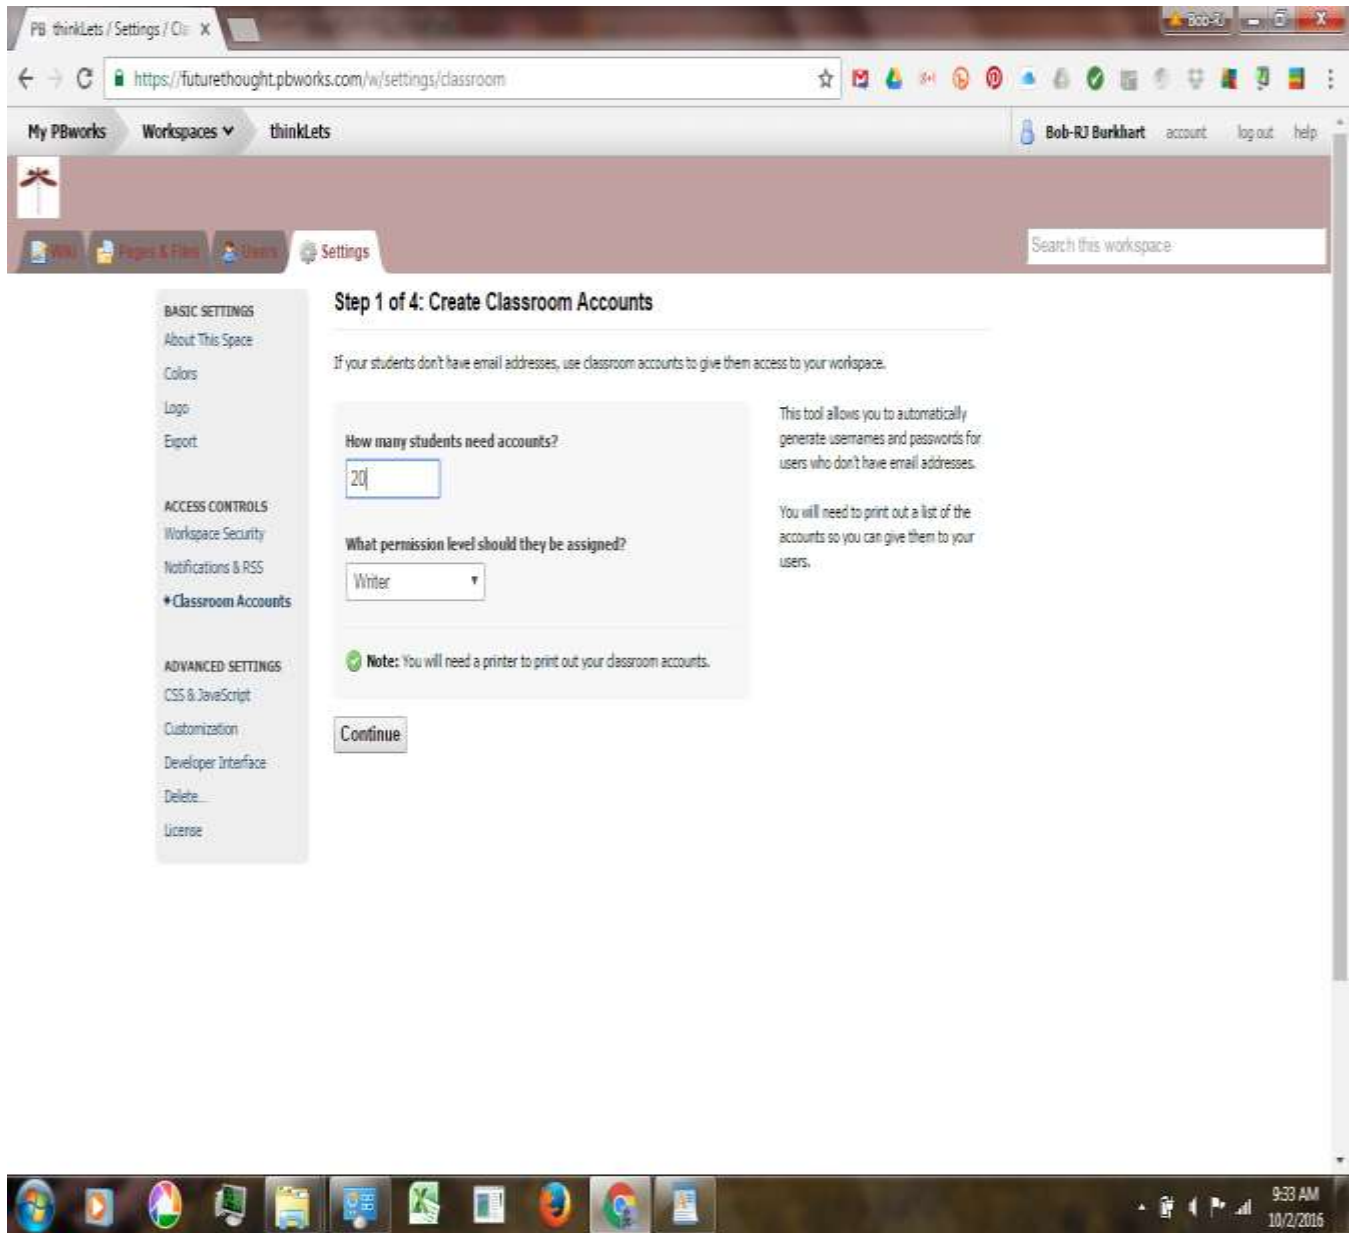 PB thinkLets / Settings / Cla X
Bob-RJ
https://futurethought.pbworks.com/w/settings/classroom
My PBworks Workspaces thinkLets
Bob-RJ Burkhart account log out help
Wiki Pages & Files Users Settings
Search this workspace
BASIC SETTINGS
About This Space
Colors
Logo
Export
ACCESS CONTROLS
Workspace Security
Notifications & RSS
Classroom Accounts
ADVANCED SETTINGS
CSS & JavaScript
Customization
Developer Interface
Delete...
License
Step 1 of 4: Create Classroom Accounts
If your students don't have email addresses, use classroom accounts to give them access to your workspace.
How many students need accounts?
20
What permission level should they be assigned?
Writer
Note: You will need a printer to print out your classroom accounts.
Continue
This tool allows you to automatically
generate usernames and passwords for
users who don't have email addresses.
You will need to print out a list of the
accounts so you can give them to your
users.
9:33 AM
10/2/2016